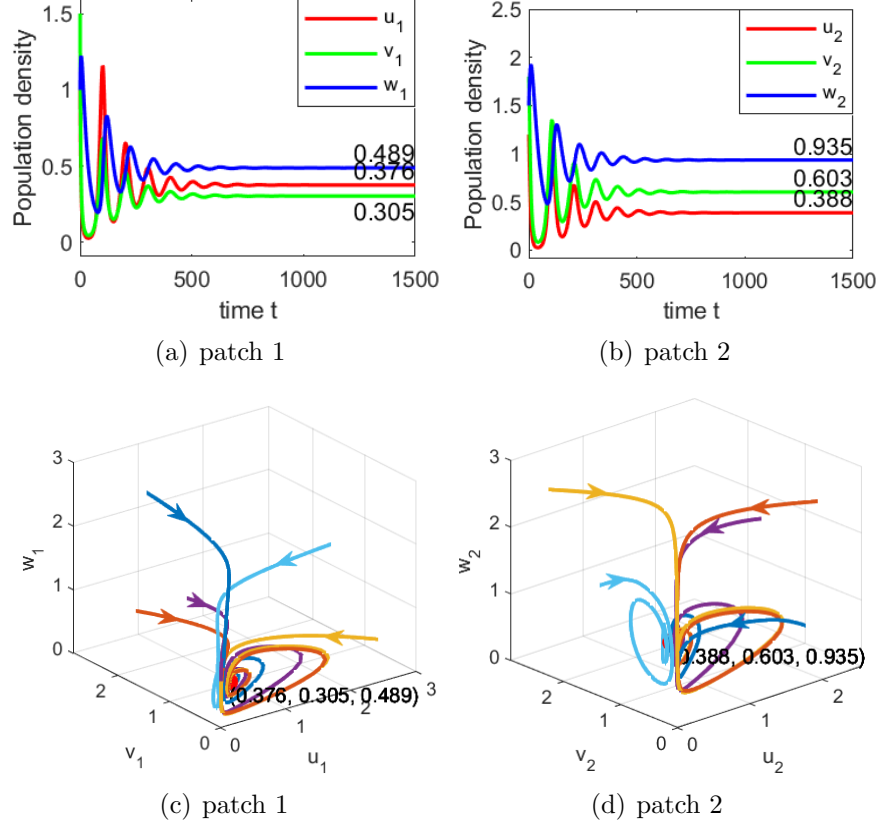 Population density
1.5
1
0.5
0
u1
v1
w1
0.489
0.376
0.305
0 500 1000 1500
time t
(a) patch 1
Population density
2.5
2
1.5
1
0.5
0
u2
v2
w2
0.935
0.603
0.388
0 500 1000 1500
time t
(b) patch 2
w1
3
2
1
0
2
1
0
v1
0
1
2
3
u1
(0.376, 0.305, 0.489)
(c) patch 1
w2
3
2
1
0
2
1
0
v2
0
1
2
u2
(0.388, 0.603, 0.935)
(d) patch 2